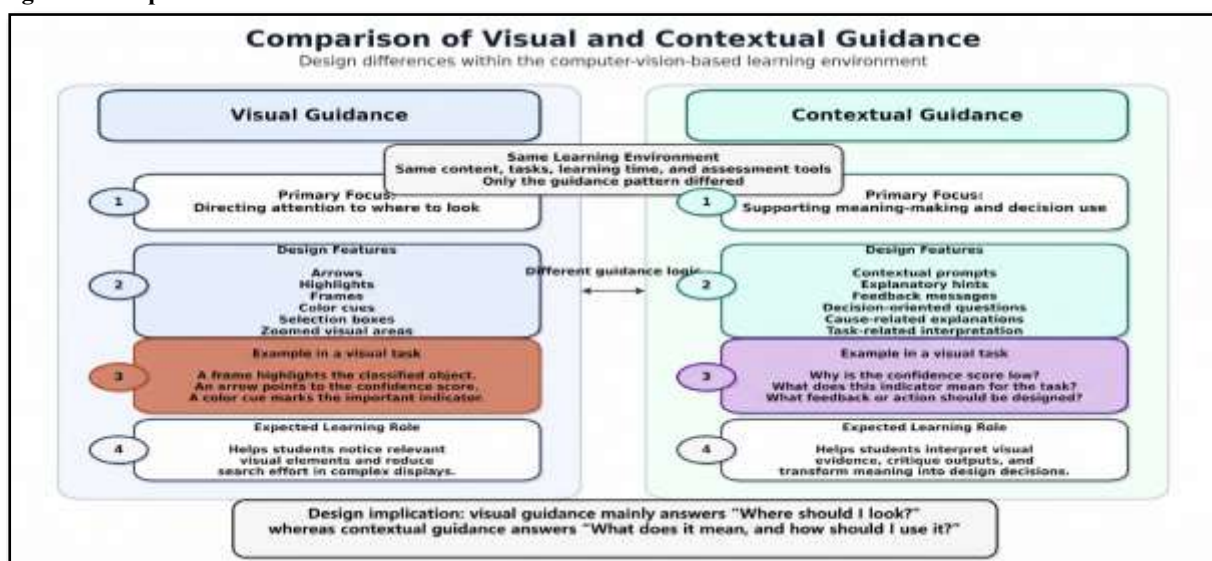 Comparison of Visual and Contextual Guidance
Design differences within the computer-vision-based learning environment
Visual Guidance
Contextual Guidance
Same Learning Environment
Same content, tasks, learning time, and assessment tools
Only the guidance pattern differed
1
Primary Focus:
Directing attention to where to look
1
Primary Focus:
Supporting meaning-making and decision use
2
Design Features
Arrows
Highlights
Frames
Color cues
Selection boxes
Zoomed visual areas
Different guidance logic
2
Design Features
Contextual prompts
Explanatory hints
Feedback messages
Decision-oriented questions
Cause-related explanations
Task-related interpretation
3
Example in a visual task
A frame highlights the classified object.
An arrow points to the confidence score.
A color cue marks the important indicator.
3
Example in a visual task
Why is the confidence score low?
What does this indicator mean for the task?
What feedback or action should be designed?
4
Expected Learning Role
Helps students notice relevant
visual elements and reduce
search effort in complex displays.
4
Expected Learning Role
Helps students interpret visual
evidence, critique outputs, and
transform meaning into design decisions.
Design implication: visual guidance mainly answers "Where should I look?"
whereas contextual guidance answers "What does it mean, and how should I use it?"